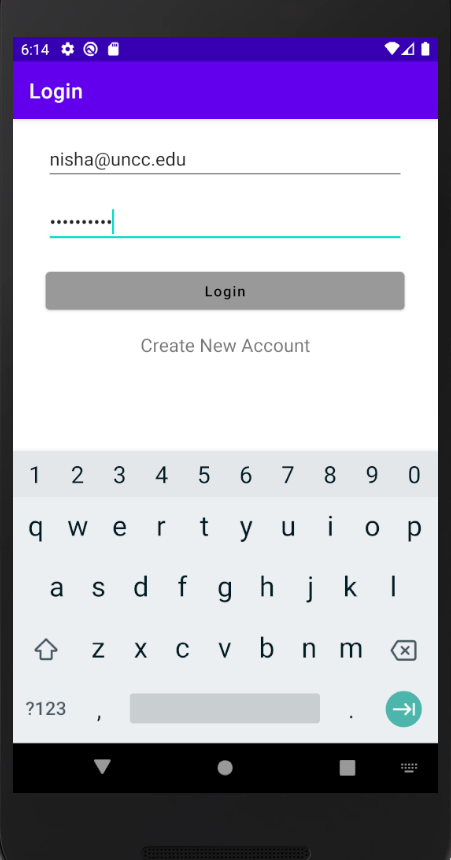 6:14
Login
nisha@uncc.edu
••••••••••
Login
Create New Account
1 2 3 4 5 6 7 8 9 0
q w e r t y u i o p
a s d f g h j k l
z x c v b n m
?123 , .